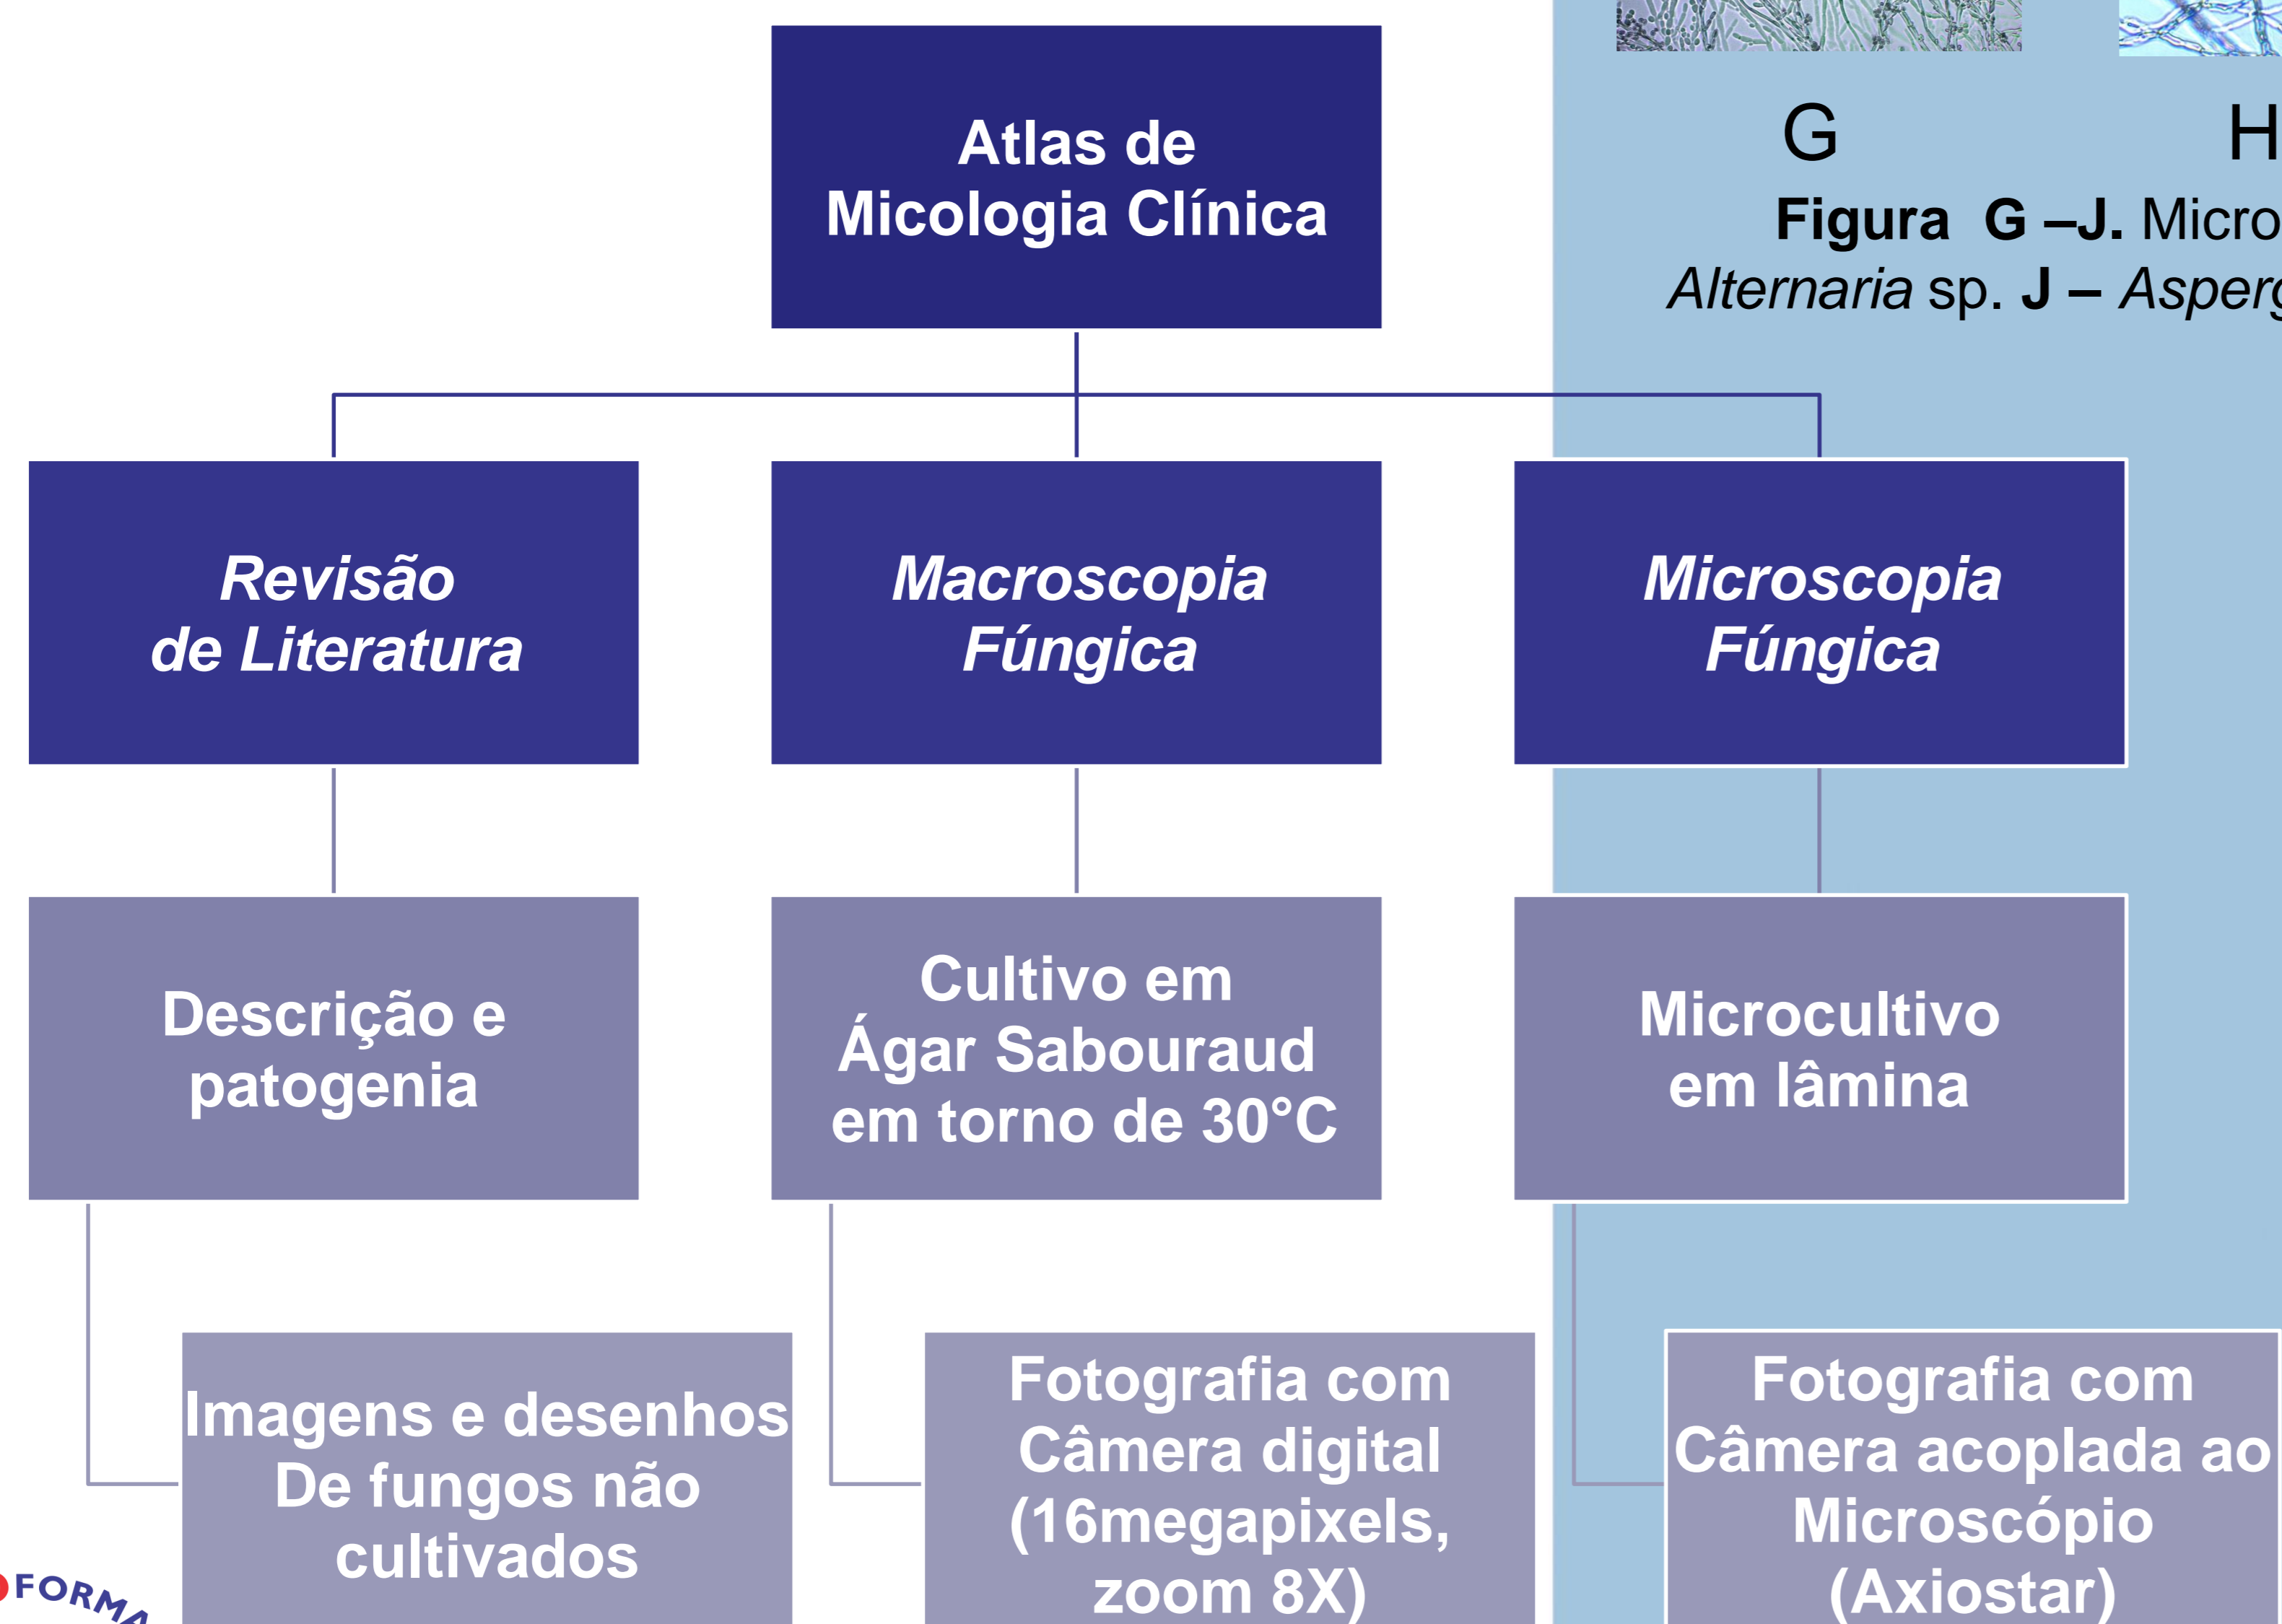 Atlas de
Micologia Clínica
G
H
Figura G –J. Micro
Alternaria sp. J – Asperg
Revisão
de Literatura
Macroscopia
Fúngica
Microscopia
Fúngica
Descrição e
patogenia
Cultivo em
Ágar Sabouraud
em torno de 30°C
Microcultivo
em lâmina
Imagens e desenhos
De fungos não
cultivados
Fotografia com
Câmera digital
(16megapixels,
zoom 8X)
Fotografia com
Câmera acoplada ao
Microscópio
(Axiostar)
FORMA